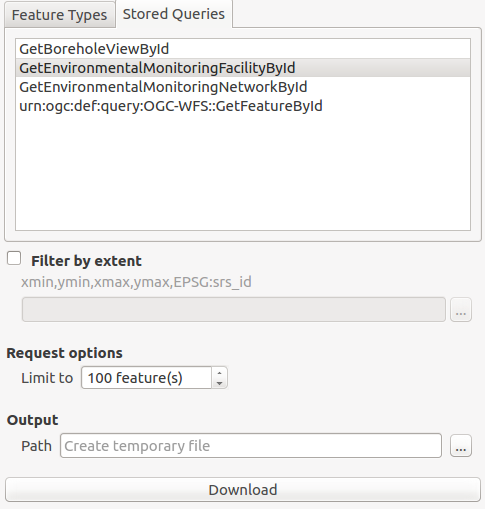 Feature Types Stored Queries
GetBoreholeViewById
GetEnvironmentalMonitoringFacilityById
GetEnvironmentalMonitoringNetworkById
urn:ogc:def:query:OGC-WFS::GetFeatureById
Filter by extent
xmin,ymin,xmax,ymax,EPSG:srs_id
...
Request options
Limit to 100 feature(s)
Output
Path Create temporary file ...
Download